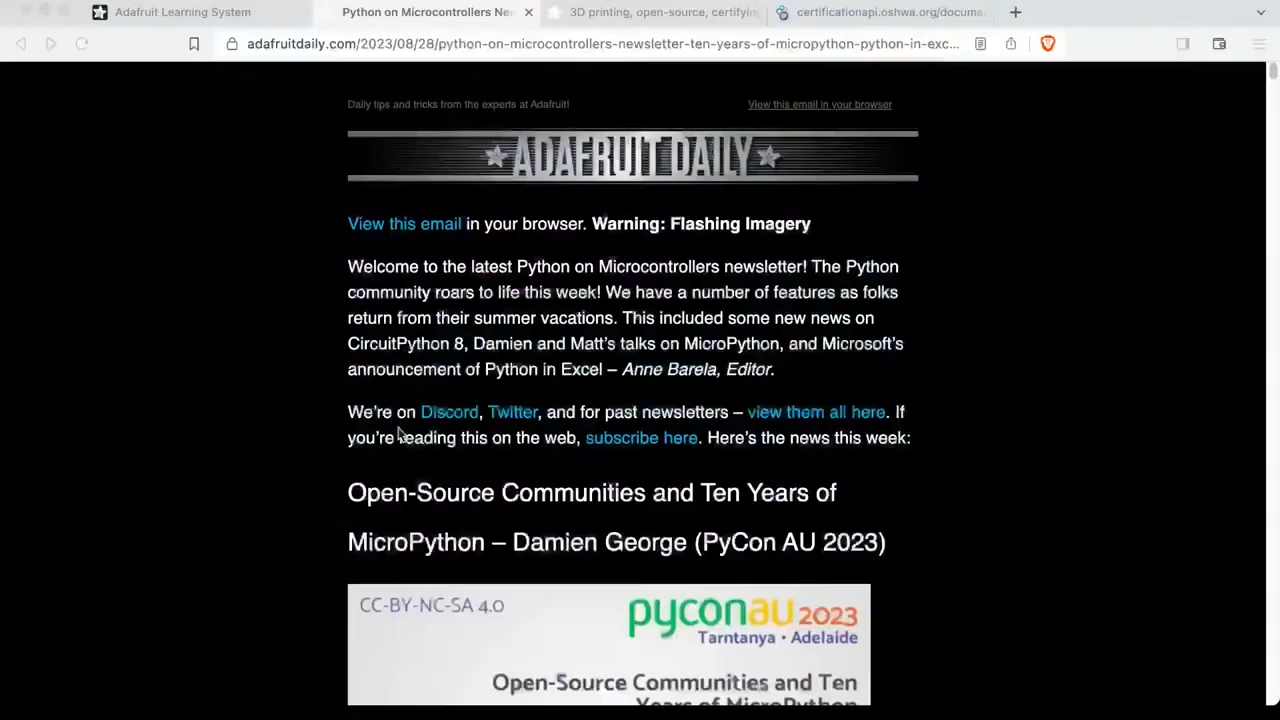 Adafruit Learning System
Python on Microcontrollers Ne
3D printing, open-source, certifying
certificationapi.oshwa.org/docume
adafruitdaily.com/2023/08/28/python-on-microcontrollers-newsletter-ten-years-of-micropython-python-in-exc...
Daily tips and tricks from the experts at Adafruit!
View this email in your browser
ADAFRUIT DAILY
View this email in your browser. Warning: Flashing Imagery
Welcome to the latest Python on Microcontrollers newsletter! The Python
community roars to life this week! We have a number of features as folks
return from their summer vacations. This included some new news on
CircuitPython 8, Damien and Matt's talks on MicroPython, and Microsoft's
announcement of Python in Excel – Anne Barela, Editor.
We're on Discord, Twitter, and for past newsletters – view them all here. If
you're reading this on the web, subscribe here. Here's the news this week:
Open-Source Communities and Ten Years of
MicroPython – Damien George (PyCon AU 2023)
CC-BY-NC-SA 4.0
pyconau 2023
Tarntanya • Adelaide
Open-Source Communities and Ten
Years of MicroPython